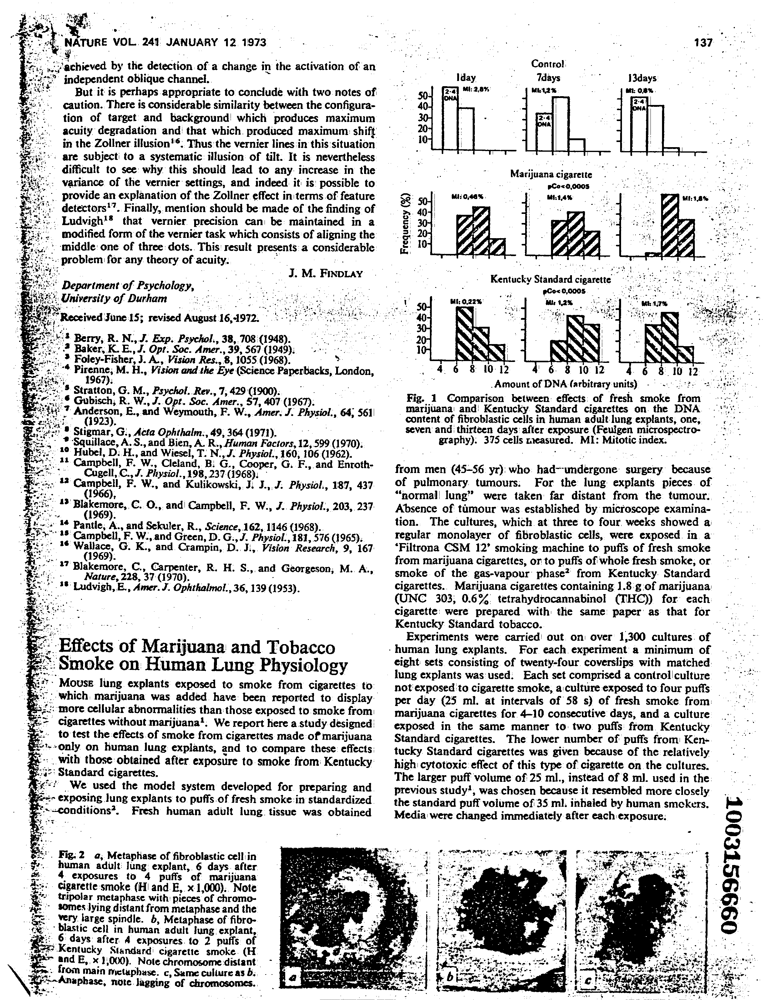 NATURE VOL. 241 JANUARY 12 1973
137
achieved by the detection of a change in the activation of an
independent oblique channel.
But it is perhaps appropriate to conclude with two notes of
caution. There is considerable similarity between the configura-
tion of target and background which produces maximum
acuity degradation and that which produced maximum shift
in the Zollner illusion16. Thus the vernier lines in this situation
are subject to a systematic illusion of tilt. It is nevertheless
difficult to see why this should lead to any increase in the
variance of the vernier settings, and indeed it is possible to
provide an explanation of the Zollner effect in terms of feature
detectors17. Finally, mention should be made of the finding of
Ludvigh18 that vernier precision can be maintained in a
modified form of the vernier task which consists of aligning the
middle one of three dots. This result presents a considerable
problem for any theory of acuity.
J. M. FINDLAY
Department of Psychology,
University of Durham
Received June 15; revised August 16, 1972.
1 Berry, R. N., J. Exp. Psychol., 38, 708 (1948).
2 Baker, K. E., J. Opt. Soc. Amer., 39, 567 (1949).
3 Foley-Fisher, J. A., Vision Res., 8, 1055 (1968).
4 Pirenne, M. H., Vision and the Eye (Science Paperbacks, London,
1967).
5 Stratton, G. M., Psychol. Rev., 7, 429 (1900).
6 Gubisch, R. W., J. Opt. Soc. Amer., 57, 407 (1967).
7 Anderson, E., and Weymouth, F. W., Amer. J. Physiol., 64, 561
(1923).
8 Stigmar, G., Acta Ophthalm., 49, 364 (1971).
9 Squillace, A. S., and Bien, A. R., Human Factors, 12, 599 (1970).
10 Hubel, D. H., and Wiesel, T. N., J. Physiol., 160, 106 (1962).
11 Campbell, F. W., Cleland, B. G., Cooper, G. F., and Enroth-
Cugell, C., J. Physiol., 198, 237 (1968).
12 Campbell, F. W., and Kulikowski, J. J., J. Physiol., 187, 437
(1966).
13 Blakemore, C. O., and Campbell, F. W., J. Physiol., 203, 237
(1969).
14 Pantle, A., and Sekuler, R., Science, 162, 1146 (1968).
15 Campbell, F. W., and Green, D. G., J. Physiol., 181, 576 (1965).
16 Wallace, G. K., and Crampin, D. J., Vision Research, 9, 167
(1969).
17 Blakemore, C., Carpenter, R. H. S., and Georgeson, M. A.,
Nature, 228, 37 (1970).
18 Ludvigh, E., Amer. J. Ophthalmol., 36, 139 (1953).
Effects of Marijuana and Tobacco
Smoke on Human Lung Physiology
MOUSE lung explants exposed to smoke from cigarettes to
which marijuana was added have been reported to display
more cellular abnormalities than those exposed to smoke from
cigarettes without marijuana1. We report here a study designed
to test the effects of smoke from cigarettes made of marijuana
only on human lung explants, and to compare these effects
with those obtained after exposure to smoke from Kentucky
Standard cigarettes.
We used the model system developed for preparing and
exposing lung explants to puffs of fresh smoke in standardized
conditions2. Fresh human adult lung tissue was obtained
Control
1day 7days 13days
2·4 DNA MI: 2,8%
2·4 DNA MI:1,2%
2·4 DNA MI: 0,8%
50
40
30
20
10
Marijuana cigarette
pCo<0,0005
MI:0,46% MI:1,4% MI:1,8%
50
40
30
20
10
Frequency (%)
Kentucky Standard cigarette
pCo<0,0005
MI: 0,22% MI: 1,2% MI: 1,7%
50
40
30
20
10
4 6 8 10 12 4 6 8 10 12 4 6 8 10 12
Amount of DNA (arbitrary units)
Fig. 1 Comparison between effects of fresh smoke from
marijuana and Kentucky Standard cigarettes on the DNA
content of fibroblastic cells in human adult lung explants, one,
seven and thirteen days after exposure (Feulgen microspectro-
graphy). 375 cells measured. M1: Mitotic index.
from men (45-56 yr) who had undergone surgery because
of pulmonary tumours. For the lung explants pieces of
"normal lung" were taken far distant from the tumour.
Absence of tumour was established by microscope examina-
tion. The cultures, which at three to four weeks showed a
regular monolayer of fibroblastic cells, were exposed in a
'Filtrona CSM 12' smoking machine to puffs of fresh smoke
from marijuana cigarettes, or to puffs of whole fresh smoke, or
smoke of the gas-vapour phase2 from Kentucky Standard
cigarettes. Marijuana cigarettes containing 1.8 g of marijuana
(UNC 303, 0.6% tetrahydrocannabinol (THC)) for each
cigarette were prepared with the same paper as that for
Kentucky Standard tobacco.
Experiments were carried out on over 1,300 cultures of
human lung explants. For each experiment a minimum of
eight sets consisting of twenty-four coverslips with matched
lung explants was used. Each set comprised a control culture
not exposed to cigarette smoke, a culture exposed to four puffs
per day (25 ml. at intervals of 58 s) of fresh smoke from
marijuana cigarettes for 4-10 consecutive days, and a culture
exposed in the same manner to two puffs from Kentucky
Standard cigarettes. The lower number of puffs from Ken-
tucky Standard cigarettes was given because of the relatively
high cytotoxic effect of this type of cigarette on the cultures.
The larger puff volume of 25 ml., instead of 8 ml. used in the
previous study1, was chosen because it resembled more closely
the standard puff volume of 35 ml. inhaled by human smokers.
Media were changed immediately after each exposure.
Fig. 2 a, Metaphase of fibroblastic cell in
human adult lung explant, 6 days after
4 exposures to 4 puffs of marijuana
cigarette smoke (H and E, ×1,000). Note
tripolar metaphase with pieces of chromo-
somes lying distant from metaphase and the
very large spindle. b, Metaphase of fibro-
blastic cell in human adult lung explant,
6 days after 4 exposures to 2 puffs of
Kentucky Standard cigarette smoke (H
and E, ×1,000). Note chromosome distant
from main metaphase. c, Same culture as b.
Anaphase, note lagging of chromosomes.
a
b
c
1003156660